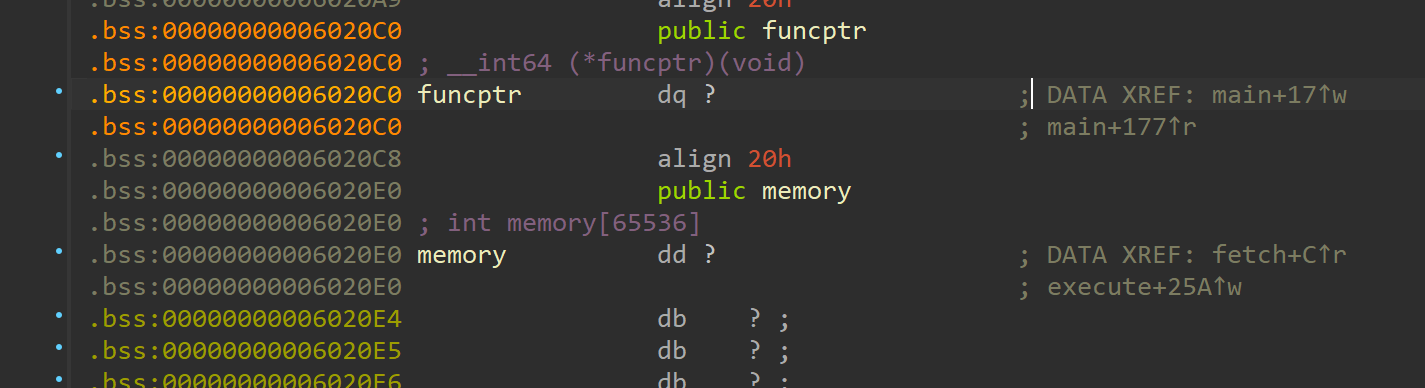 .bss:00000000006020A9 align 20h
.bss:00000000006020C0 public funcptr
.bss:00000000006020C0 ; __int64 (*funcptr)(void)
.bss:00000000006020C0 funcptr dq ? ; DATA XREF: main+17↑w
.bss:00000000006020C0 ; main+177↑r
.bss:00000000006020C8 align 20h
.bss:00000000006020E0 public memory
.bss:00000000006020E0 ; int memory[65536]
.bss:00000000006020E0 memory dd ? ; DATA XREF: fetch+C↑r
.bss:00000000006020E0 ; execute+25A↑w
.bss:00000000006020E4 db ? ;
.bss:00000000006020E5 db ? ;
.bss:00000000006020E6 db ? ;